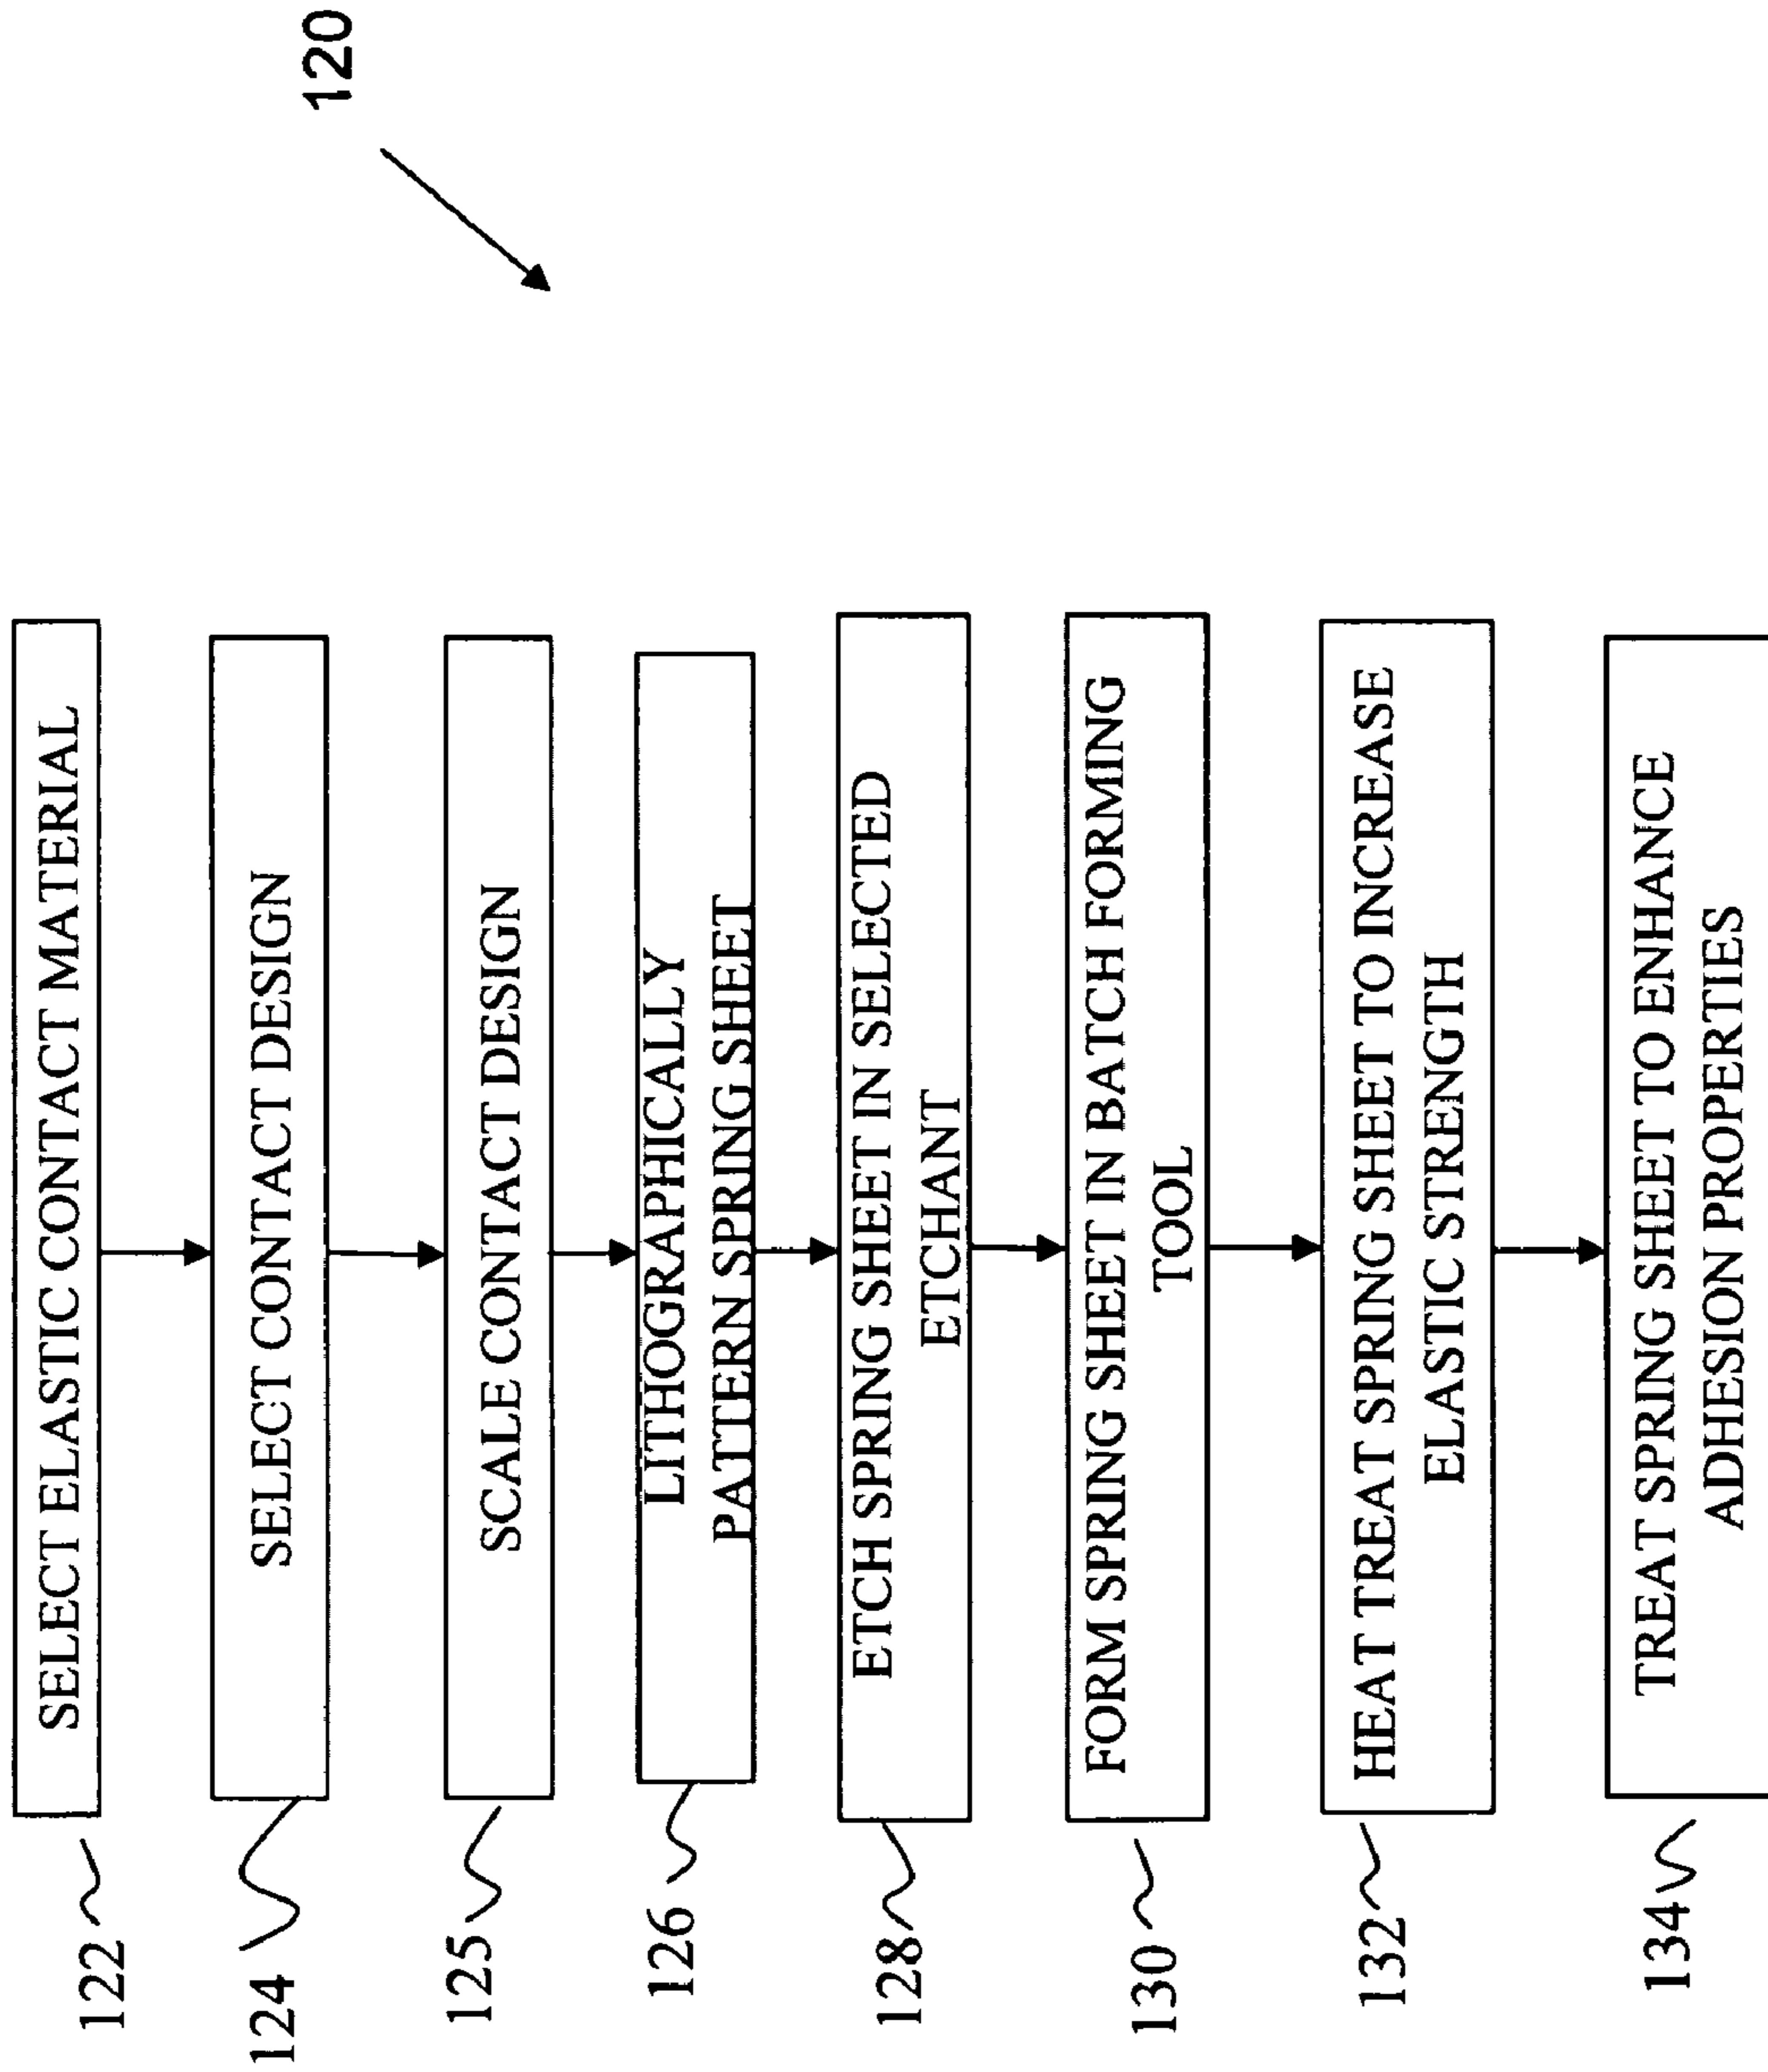 120
122
SELECT ELASTIC CONTACT MATERIAL
124
SELECT CONTACT DESIGN
125
SCALE CONTACT DESIGN
126
LITHOGRAPHICALLY
PATTERN SPRING SHEET
128
ETCH SPRING SHEET IN SELECTED
ETCHANT
130
FORM SPRING SHEET IN BATCH FORMING
TOOL
132
HEAT TREAT SPRING SHEET TO INCREASE
ELASTIC STRENGTH
134
TREAT SPRING SHEET TO ENHANCE
ADHESION PROPERTIES